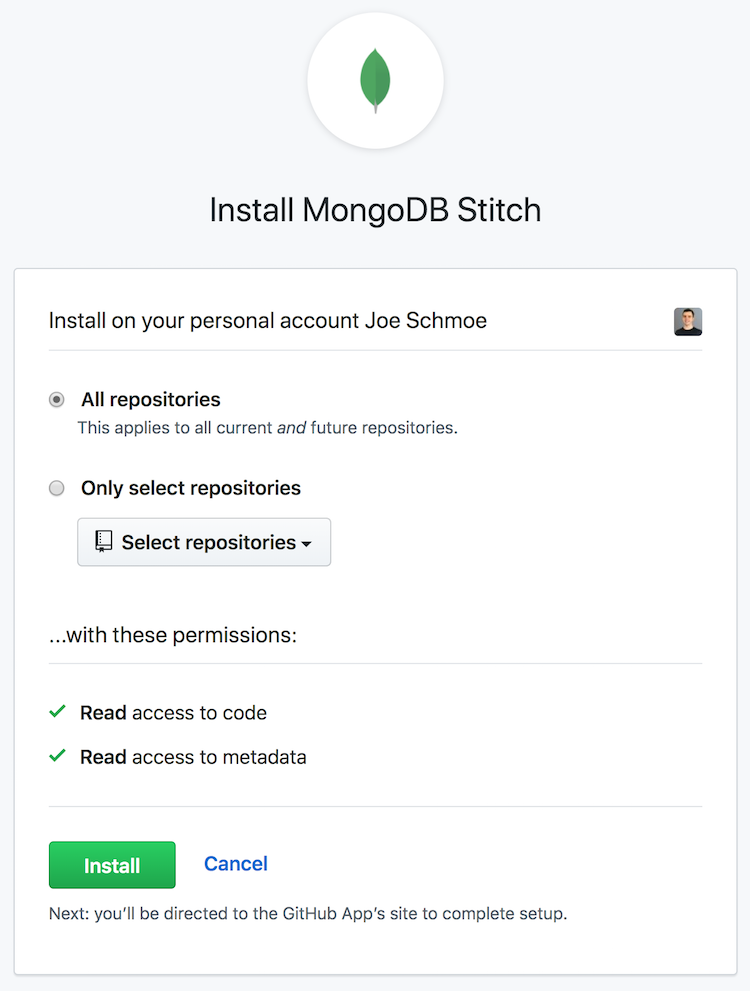 Install MongoDB Stitch
Install on your personal account Joe Schmoe
All repositories
This applies to all current and future repositories.
Only select repositories
Select repositories
...with these permissions:
Read access to code
Read access to metadata
Install Cancel
Next: you'll be directed to the GitHub App's site to complete setup.